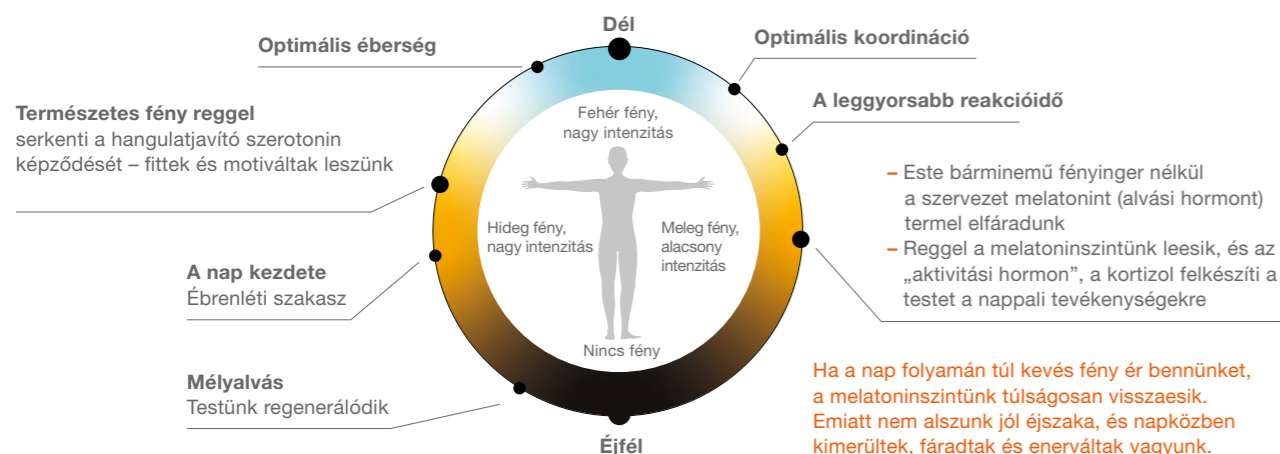 Dél
Optimális éberség
Optimális koordináció
Természetes fény reggel
serkenti a hangulatjavító szerotonin
képződését – fittek és motiváltak leszünk
A leggyorsabb reakcióidő
Fehér fény,
nagy intenzitás
– Este bárminemű fényinger nélkül
a szervezet melatonint (alvási hormont)
termel elfáradunk
– Reggel a melatoninszintünk leesik, és az
„aktivitási hormon”, a kortizol felkészíti a
testet a nappali tevékenységekre
Hideg fény,
nagy intenzitás
Meleg fény,
alacsony
intenzitás
A nap kezdete
Ébrenléti szakasz
Nincs fény
Mélyalvás
Testünk regenerálódik
Éjfél
Ha a nap folyamán túl kevés fény ér bennünket,
a melatoninszintünk túlságosan visszaesik.
Emiatt nem alszunk jól éjszaka, és napközben
kimerültek, fáradtak és enerváltak vagyunk.